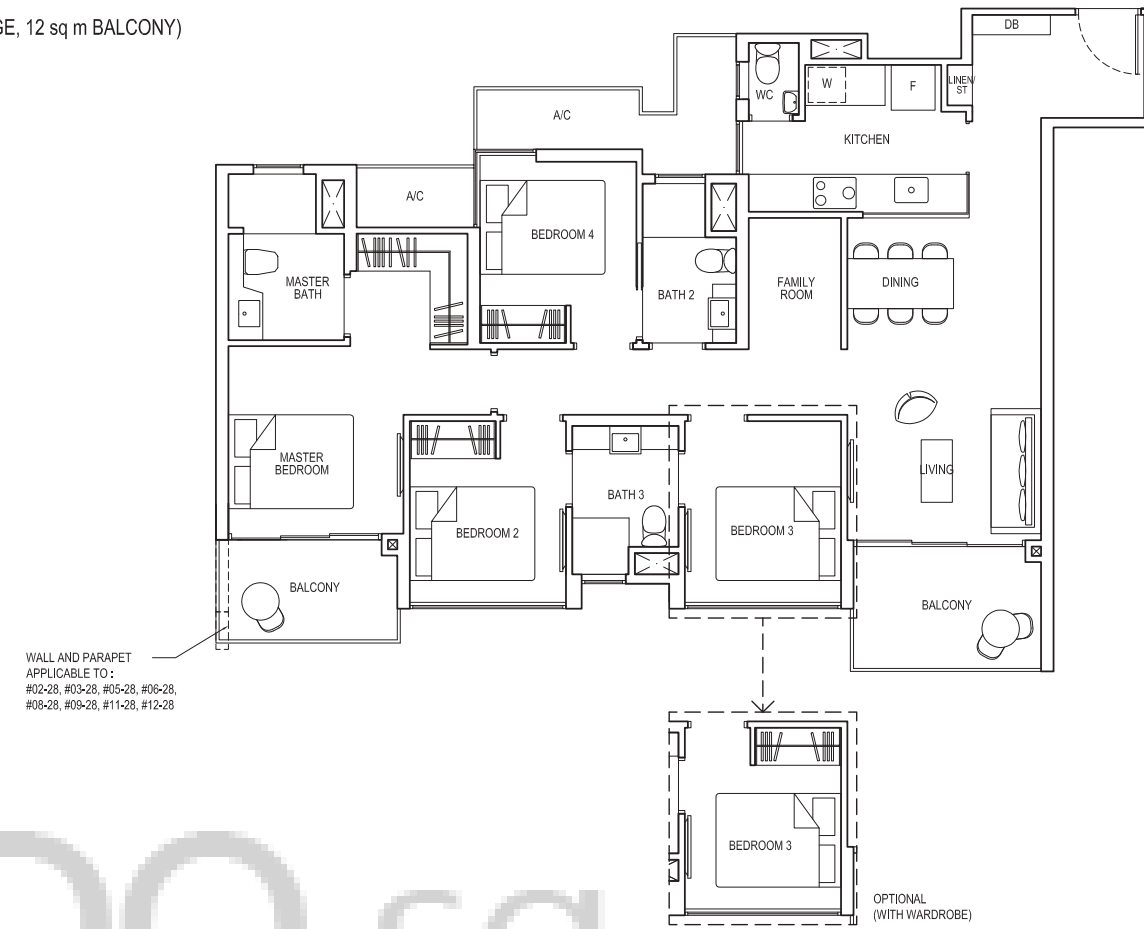 GE, 12 sq m BALCONY)
DB
WC
W
F
LINEN/
ST
A/C
KITCHEN
A/C
BEDROOM 4
MASTER
BATH
BATH 2
FAMILY
ROOM
DINING
MASTER
BEDROOM
BEDROOM 2
BATH 3
BEDROOM 3
LIVING
BALCONY
BALCONY
WALL AND PARAPET
APPLICABLE TO :
#02-28, #03-28, #05-28, #06-28,
#08-28, #09-28, #11-28, #12-28
BEDROOM 3
OPTIONAL
(WITH WARDROBE)